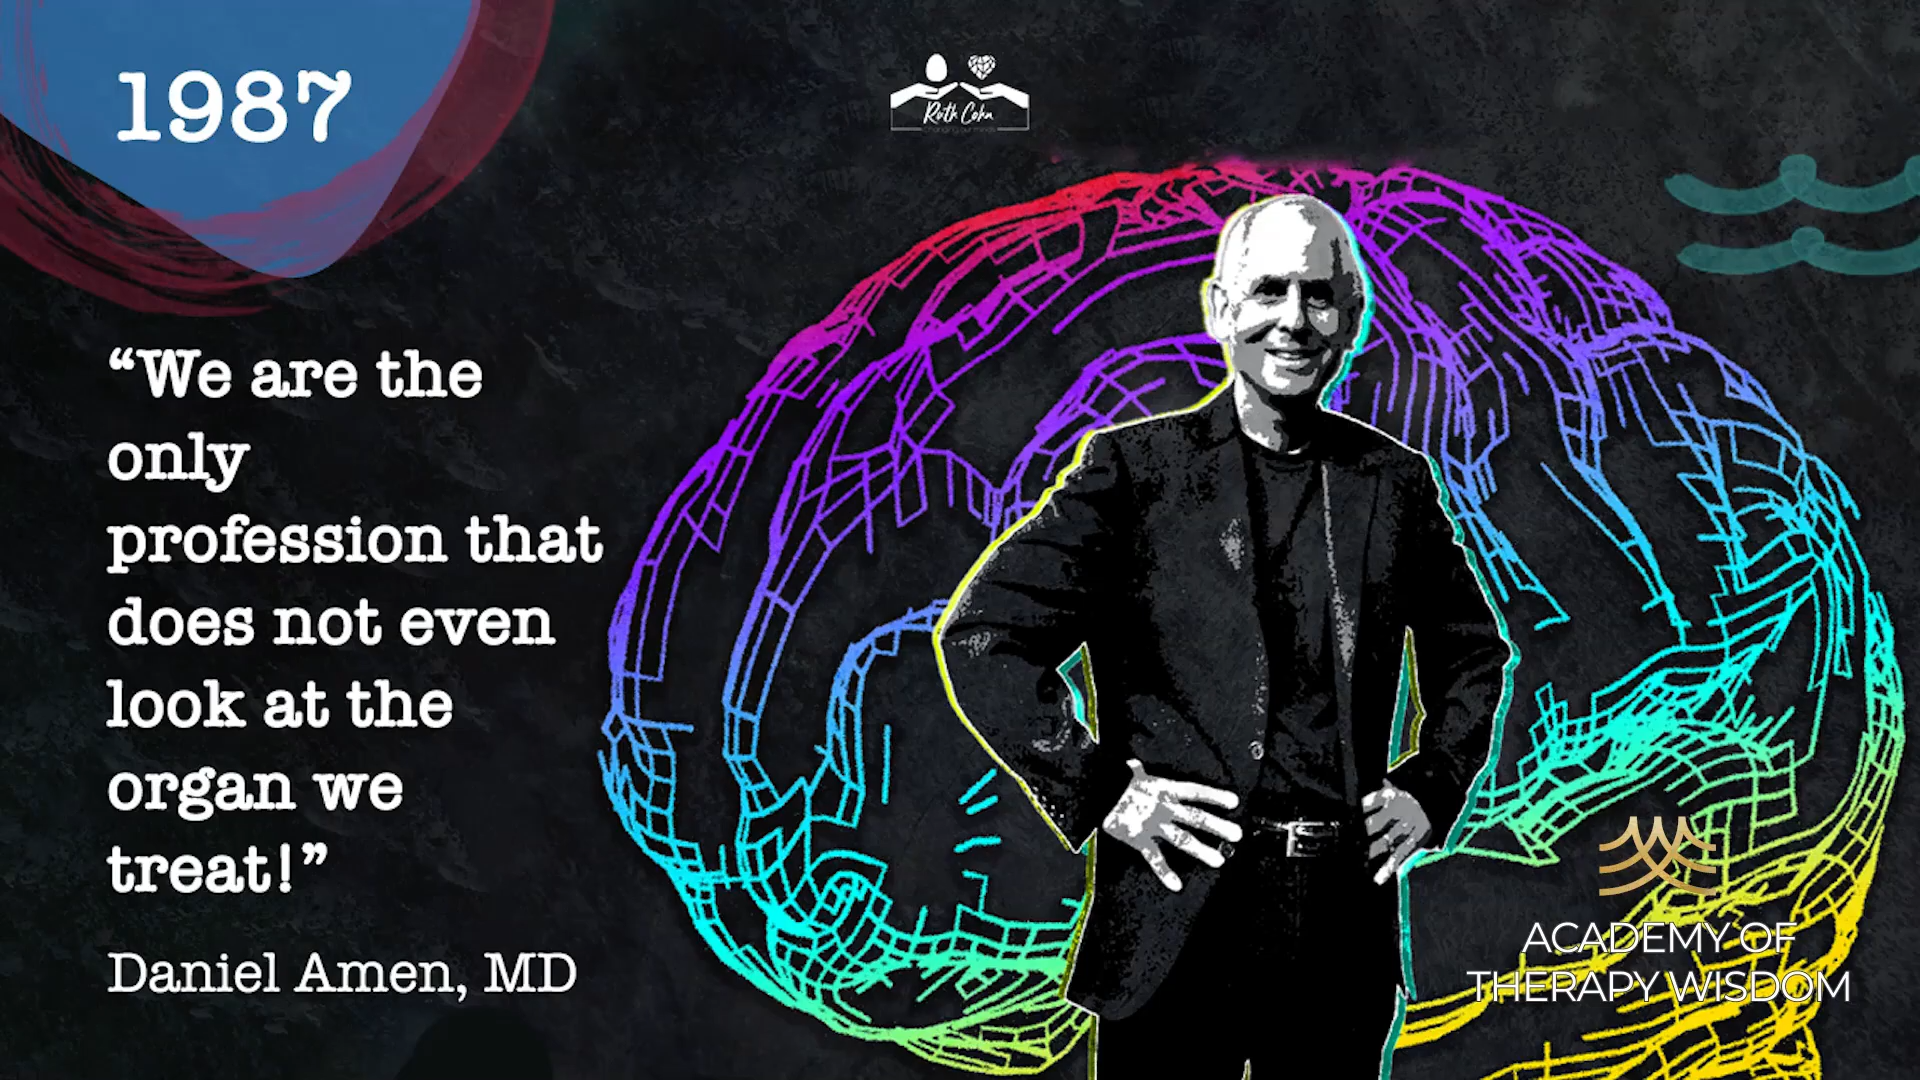 1987
Ruth Cohn
“We are the
only
profession that
does not even
look at the
organ we
treat!”
Daniel Amen, MD
ACADEMY OF
THERAPY WISDOM